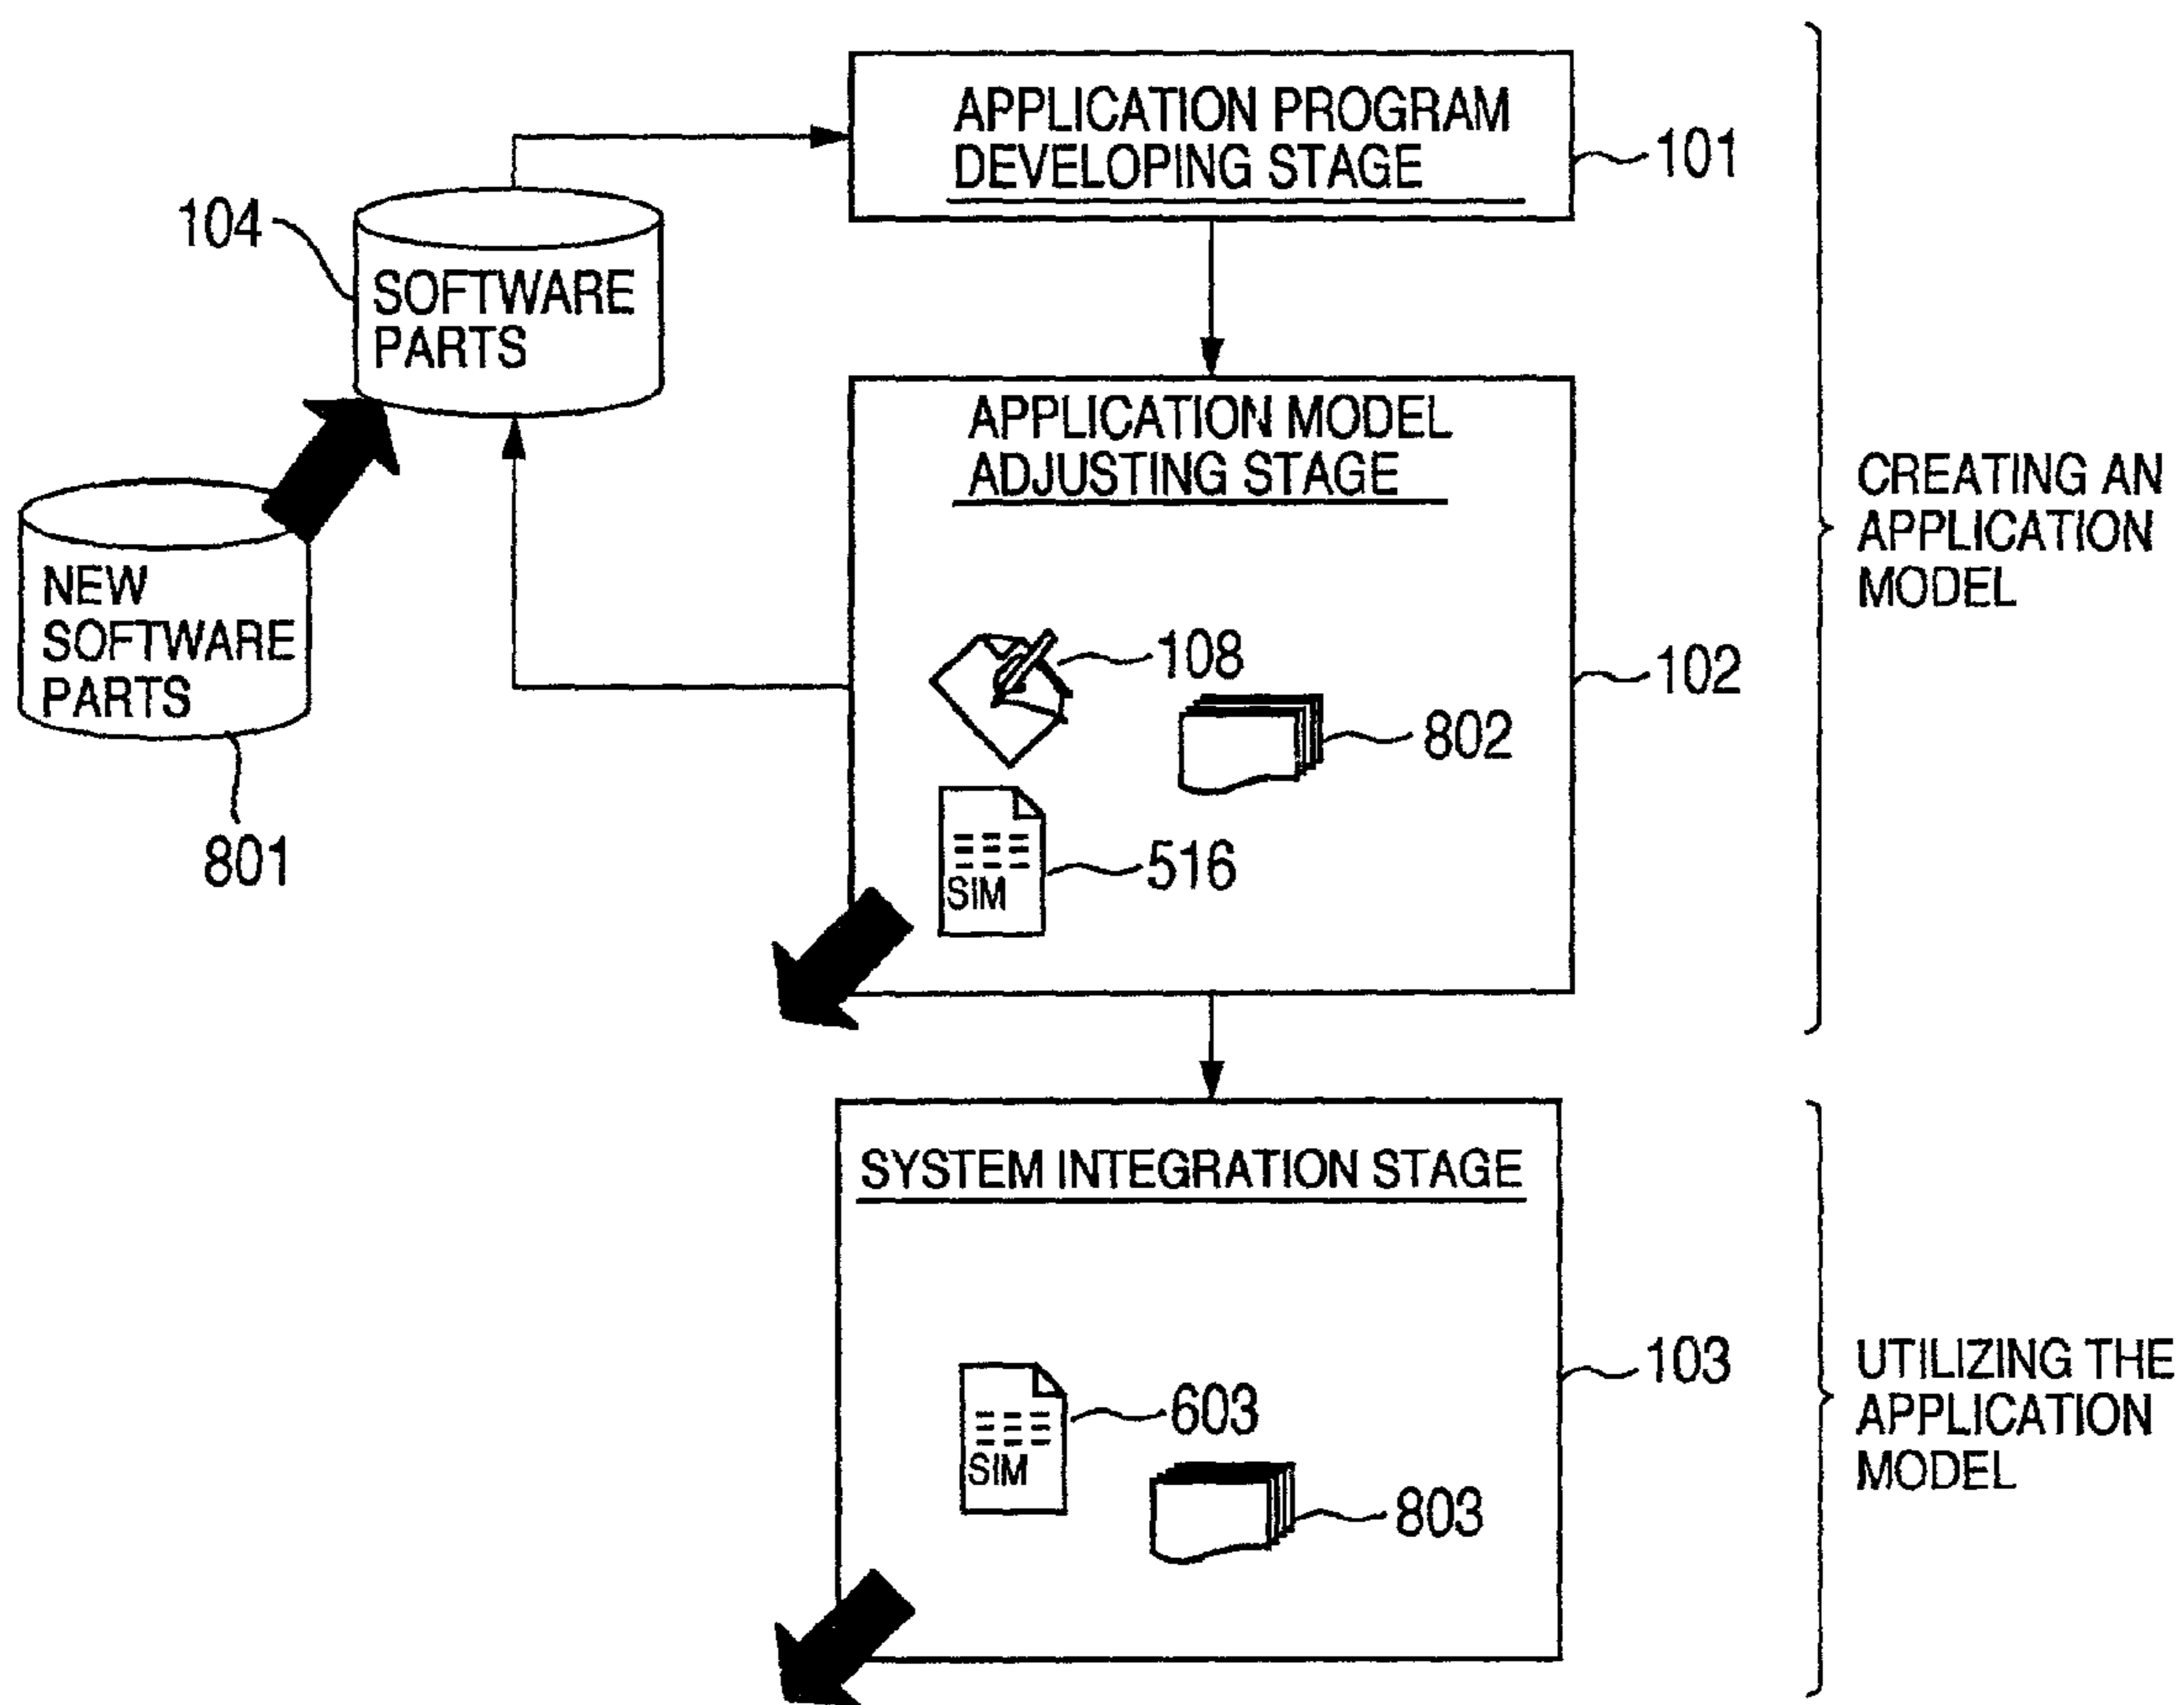 APPLICATION PROGRAM
DEVELOPING STAGE
101
104
SOFTWARE
PARTS
APPLICATION MODEL
ADJUSTING STAGE
CREATING AN
APPLICATION
MODEL
NEW
SOFTWARE
PARTS
108
102
802
801
516
SIM
SYSTEM INTEGRATION STAGE
103
UTILIZING THE
APPLICATION
MODEL
603
SIM
803